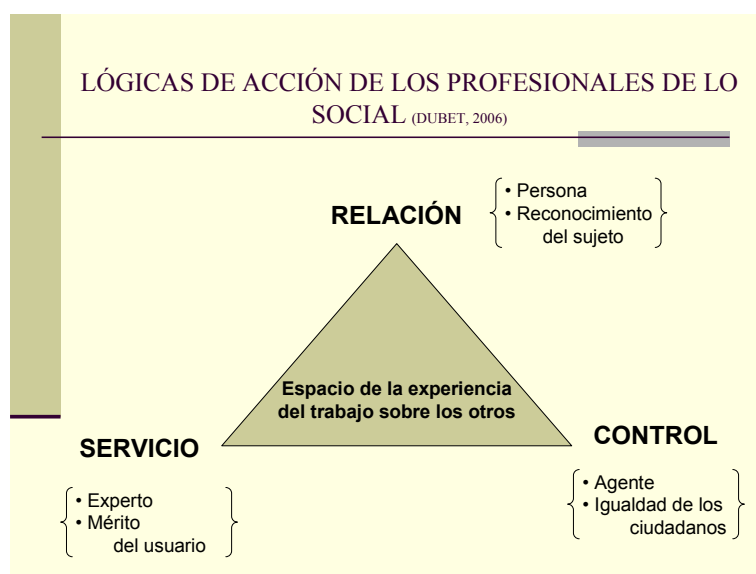 LÓGICAS DE ACCIÓN DE LOS PROFESIONALES DE LO
SOCIAL (DUBET, 2006)
RELACIÓN
• Persona
• Reconocimiento
del sujeto
Espacio de la experiencia
del trabajo sobre los otros
SERVICIO
• Experto
• Mérito
del usuario
CONTROL
• Agente
• Igualdad de los
ciudadanos